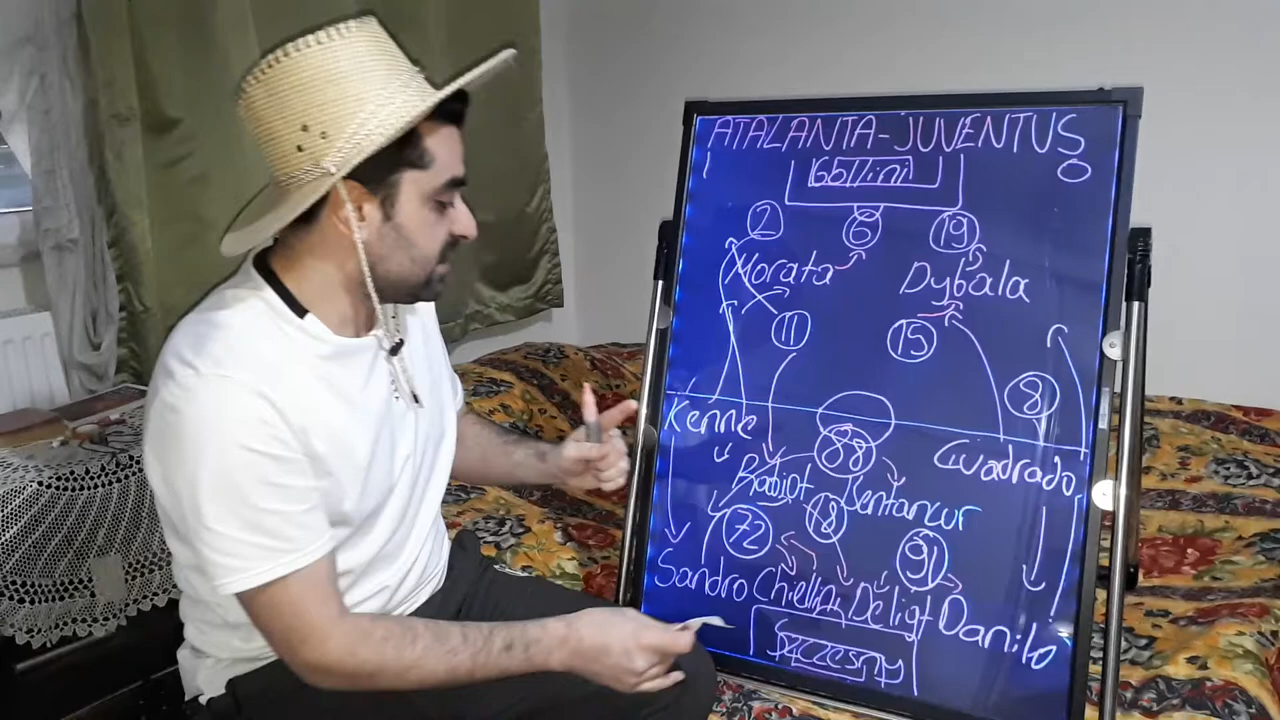 ATALANTA-JUVENTUS
1 0
Gollini
2 6 19
Morata Dybala
11 15
8
Kenne Cuadrado
88
Rabiot Bentancur
72 18 91
Sandro Chiellini De ligt Danilo
Szczesny